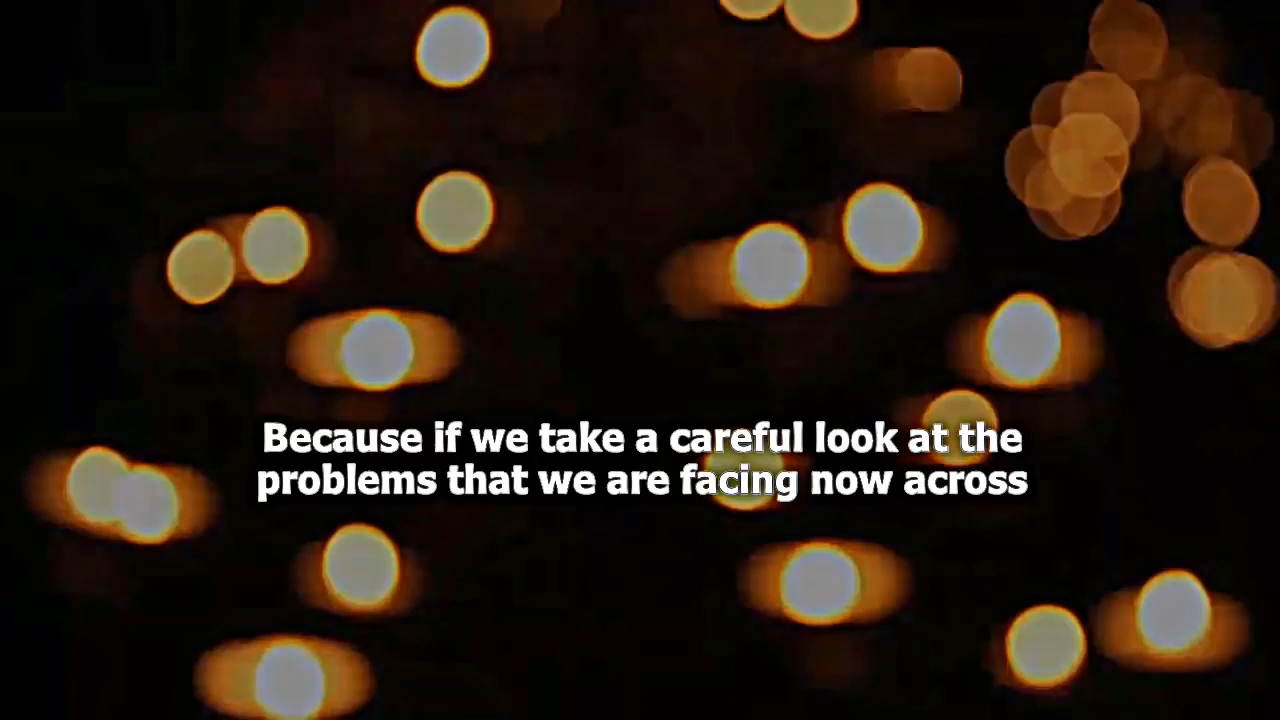 Because if we take a careful look at the
problems that we are facing now across